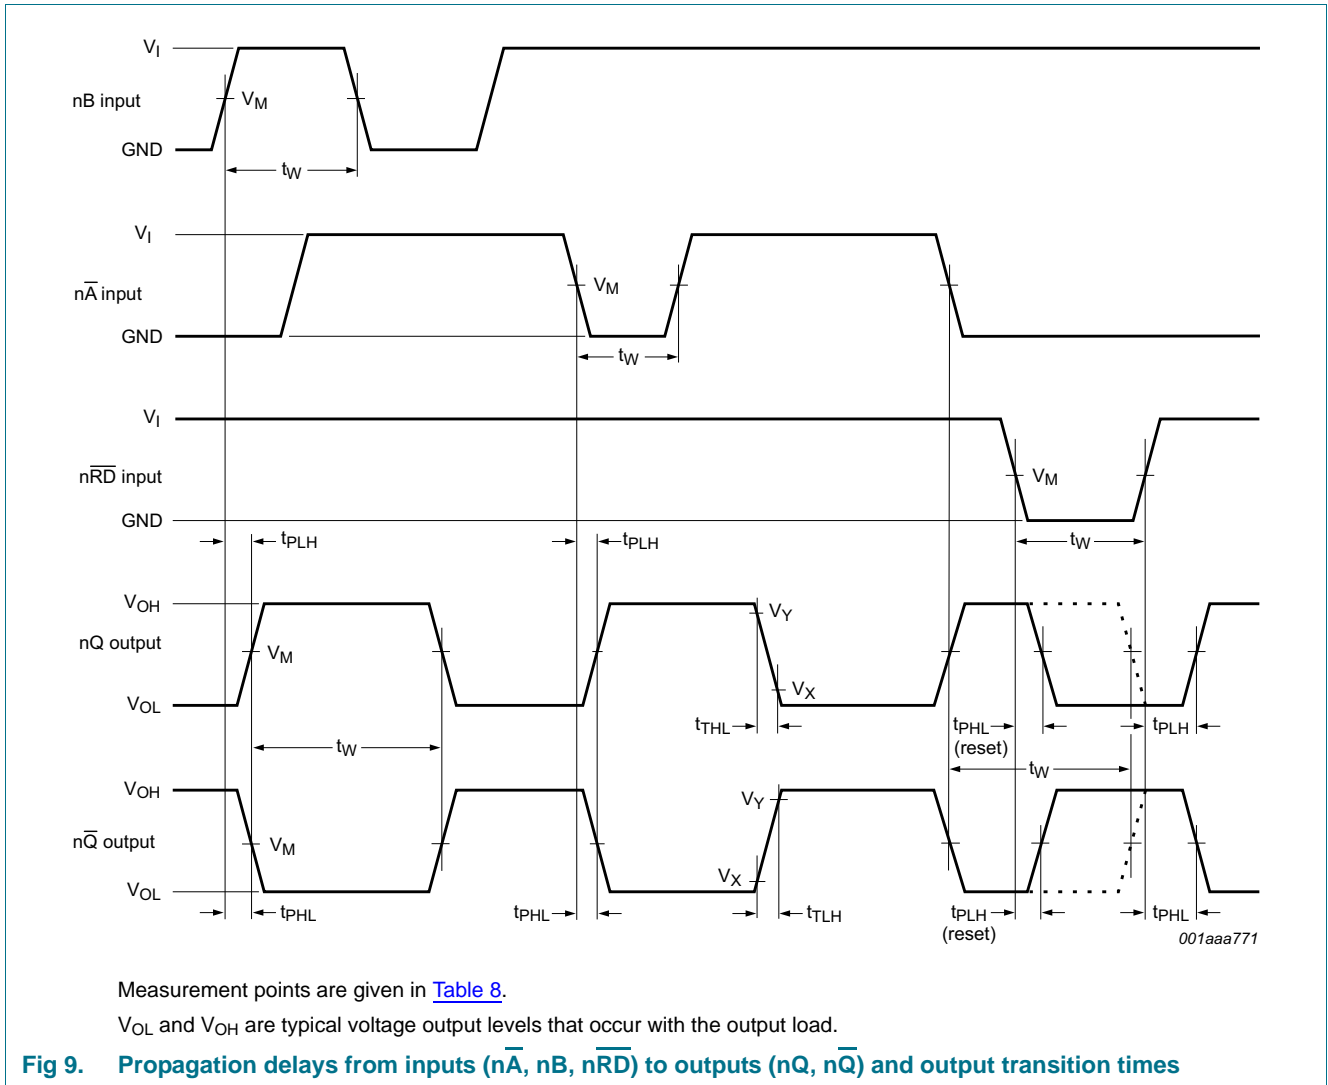 VI
nB input
VM
GND
tW
VI
nA̅ input
VM
GND
tW
VI
nR̅D̅ input
VM
GND
tW
tPLH
tPLH
VOH
VY
nQ output
VM
VX
VOL
tTHL
tPHL
(reset)
tPLH
tW
tW
VOH
VY
nQ̅ output
VM
VX
VOL
tPHL
tPHL
tTLH
tPLH
(reset)
tPHL
001aaa771
Measurement points are given in Table 8.
VOL and VOH are typical voltage output levels that occur with the output load.
Fig 9. Propagation delays from inputs (nA̅, nB, nR̅D̅) to outputs (nQ, nQ̅) and output transition times